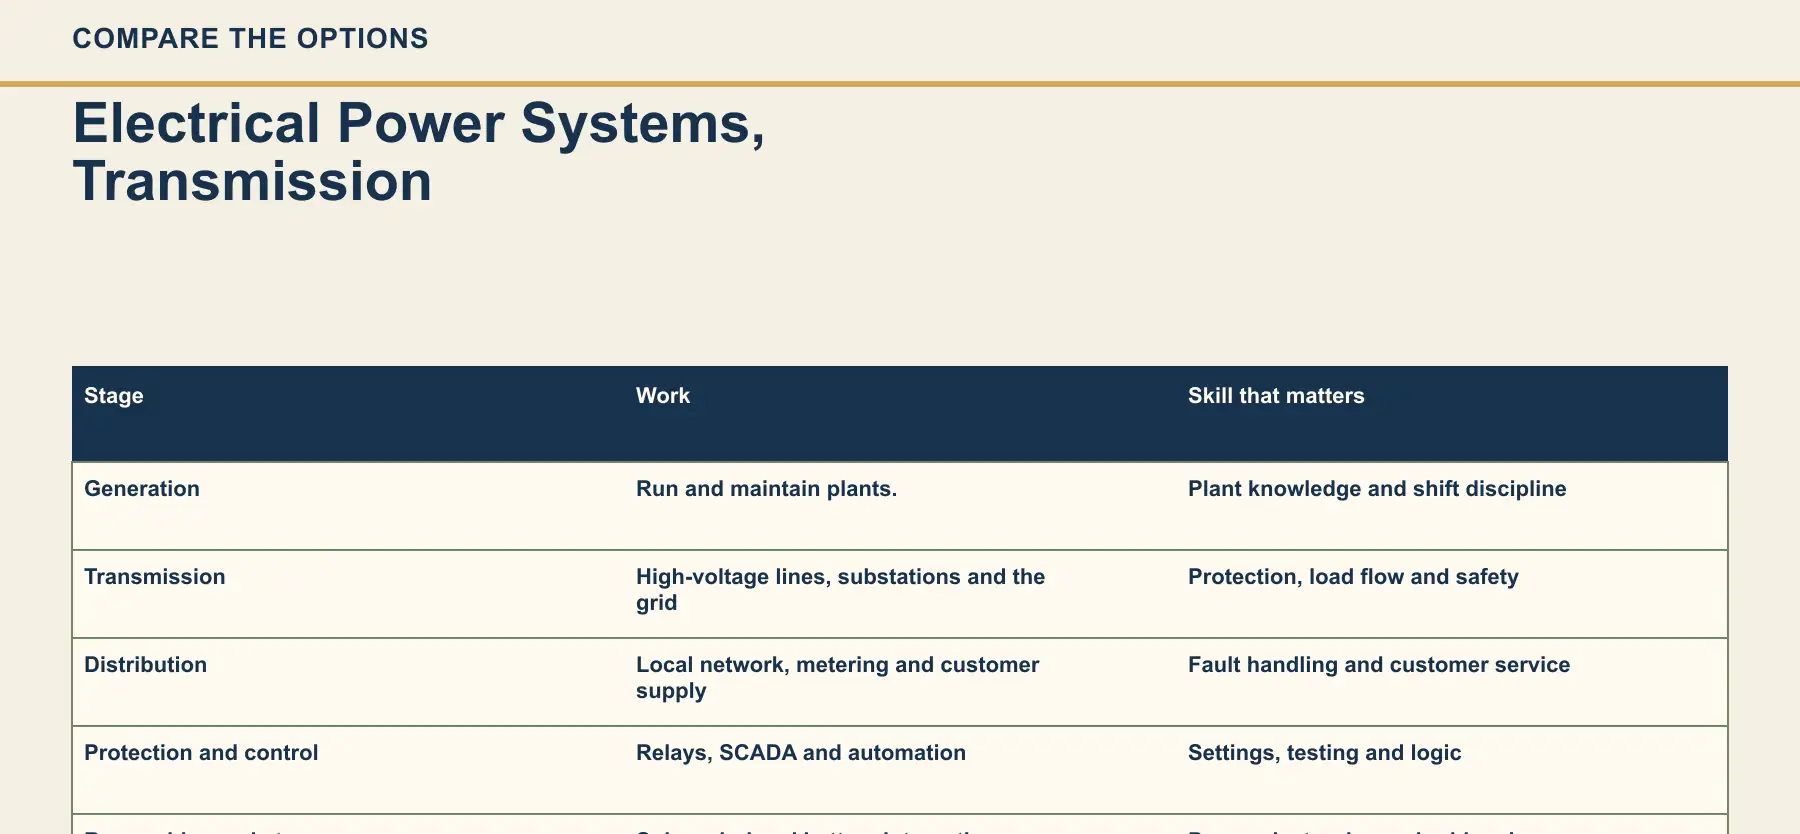 COMPARE THE OPTIONS
Electrical Power Systems,
Transmission
Stage Work Skill that matters
Generation Run and maintain plants. Plant knowledge and shift discipline
Transmission High-voltage lines, substations and the Protection, load flow and safety
grid
Distribution Local network, metering and customer Fault handling and customer service
supply
Protection and control Relays, SCADA and automation Settings, testing and logic